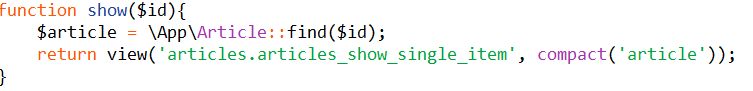 function show($id){
    $article = \App\Article::find($id);
    return view('articles.articles_show_single_item', compact('article'));
}